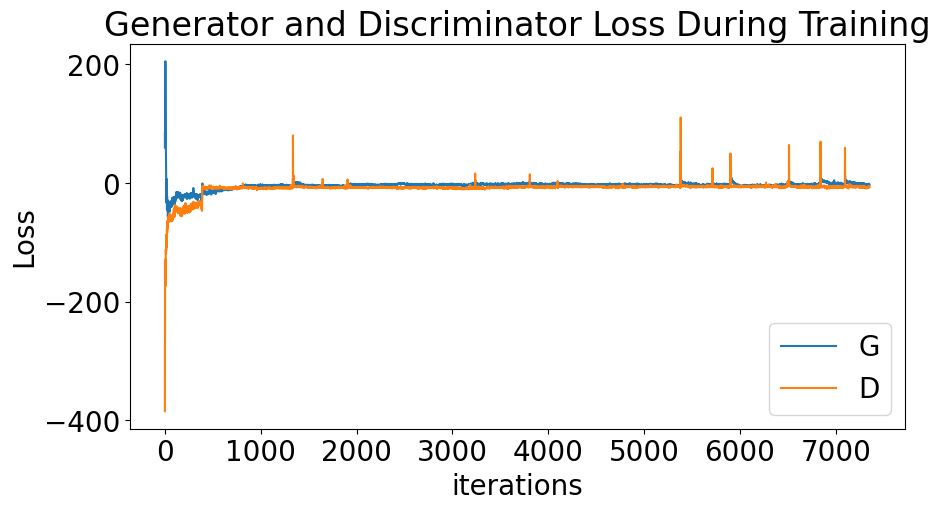 Generator and Discriminator Loss During Training
200
0
−200
−400
Loss
G
D
0 1000 2000 3000 4000 5000 6000 7000
iterations